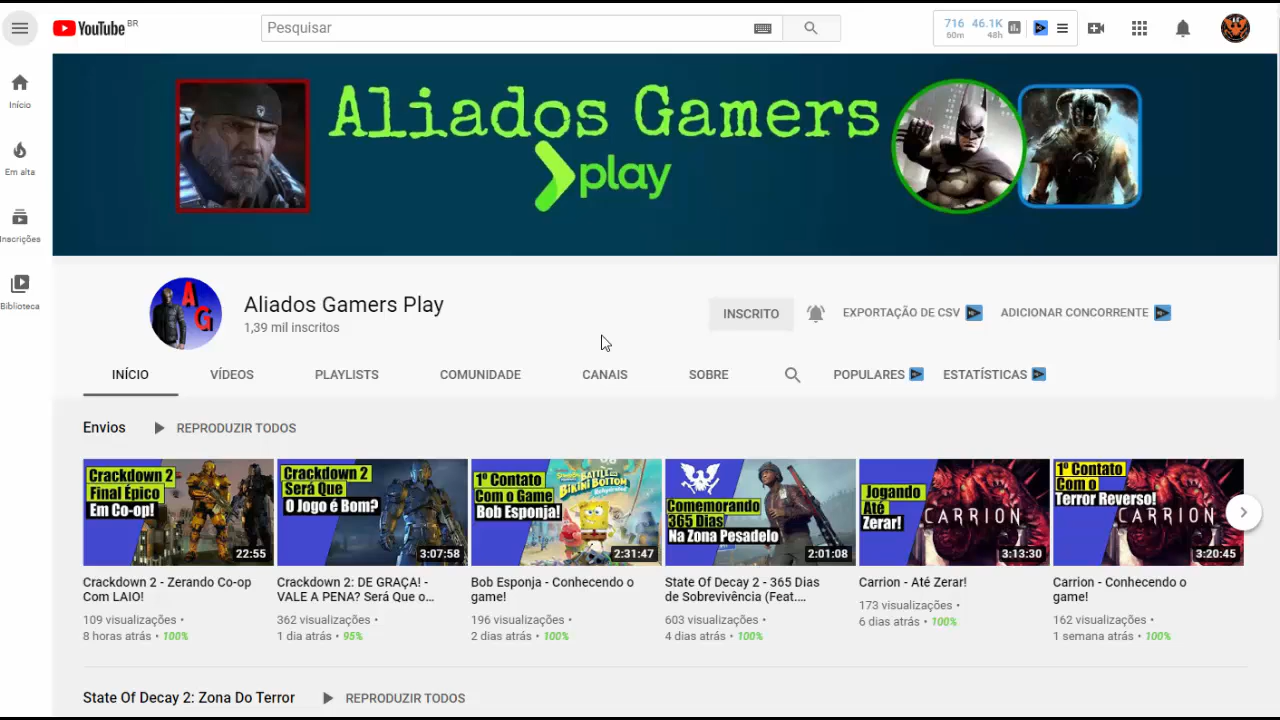 YouTube BR
Pesquisar
716 46.1K
60m 48h
Início
Em alta
Inscrições
Biblioteca
Aliados Gamers
play
AG
Aliados Gamers Play
1,39 mil inscritos
INSCRITO
EXPORTAÇÃO DE CSV
ADICIONAR CONCORRENTE
INÍCIO VÍDEOS PLAYLISTS COMUNIDADE CANAIS SOBRE POPULARES ESTATÍSTICAS
Envios REPRODUZIR TODOS
Crackdown 2
Final Épico
Em Co-op!
22:55
Crackdown 2 - Zerando Co-op
Com LAIO!
109 visualizações •
8 horas atrás • 100%
Crackdown 2
Será Que
O Jogo é Bom?
3:07:58
Crackdown 2: DE GRAÇA! -
VALE A PENA? Será Que o...
362 visualizações •
1 dia atrás • 95%
1º Contato
Com o Game
Bob Esponja!
BATTLE
BIKINI BOTTOM
2:31:47
Bob Esponja - Conhecendo o
game!
196 visualizações •
2 dias atrás • 100%
Comemorando
365 Dias
Na Zona Pesadelo
2:01:08
State Of Decay 2 - 365 Dias
de Sobrevivência (Feat....
603 visualizações •
4 dias atrás • 100%
Jogando
Até
Zerar!
CARRION
3:13:30
Carrion - Até Zerar!
173 visualizações •
6 dias atrás • 100%
1º Contato
Com o
Terror Reverso!
CARRION
3:20:45
Carrion - Conhecendo o
game!
162 visualizações •
1 semana atrás • 100%
State Of Decay 2: Zona Do Terror REPRODUZIR TODOS